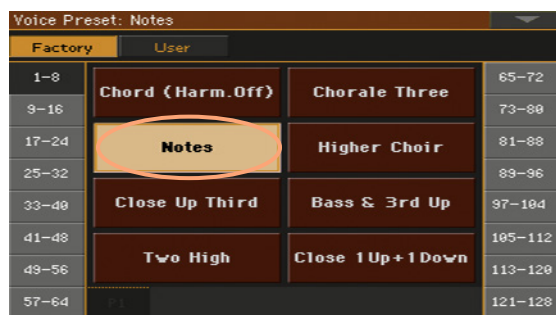 Voice Preset: Notes
Factory
User
1-8
9-16
17-24
25-32
33-40
41-48
49-56
57-64
Chord (Harm.Off)
Chorale Three
Notes
Higher Choir
Close Up Third
Bass & 3rd Up
Two High
Close 1Up+1Down
P1
65-72
73-80
81-88
89-96
97-104
105-112
113-120
121-128